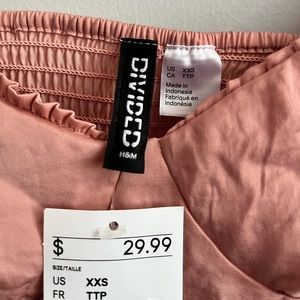 DIVIDED
H&M
US XXS
CA TTP
Made in
Indonesia
Fabriqué en
Indonésie
$ 29.99
SIZE/TAILLE
US XXS
FR TTP